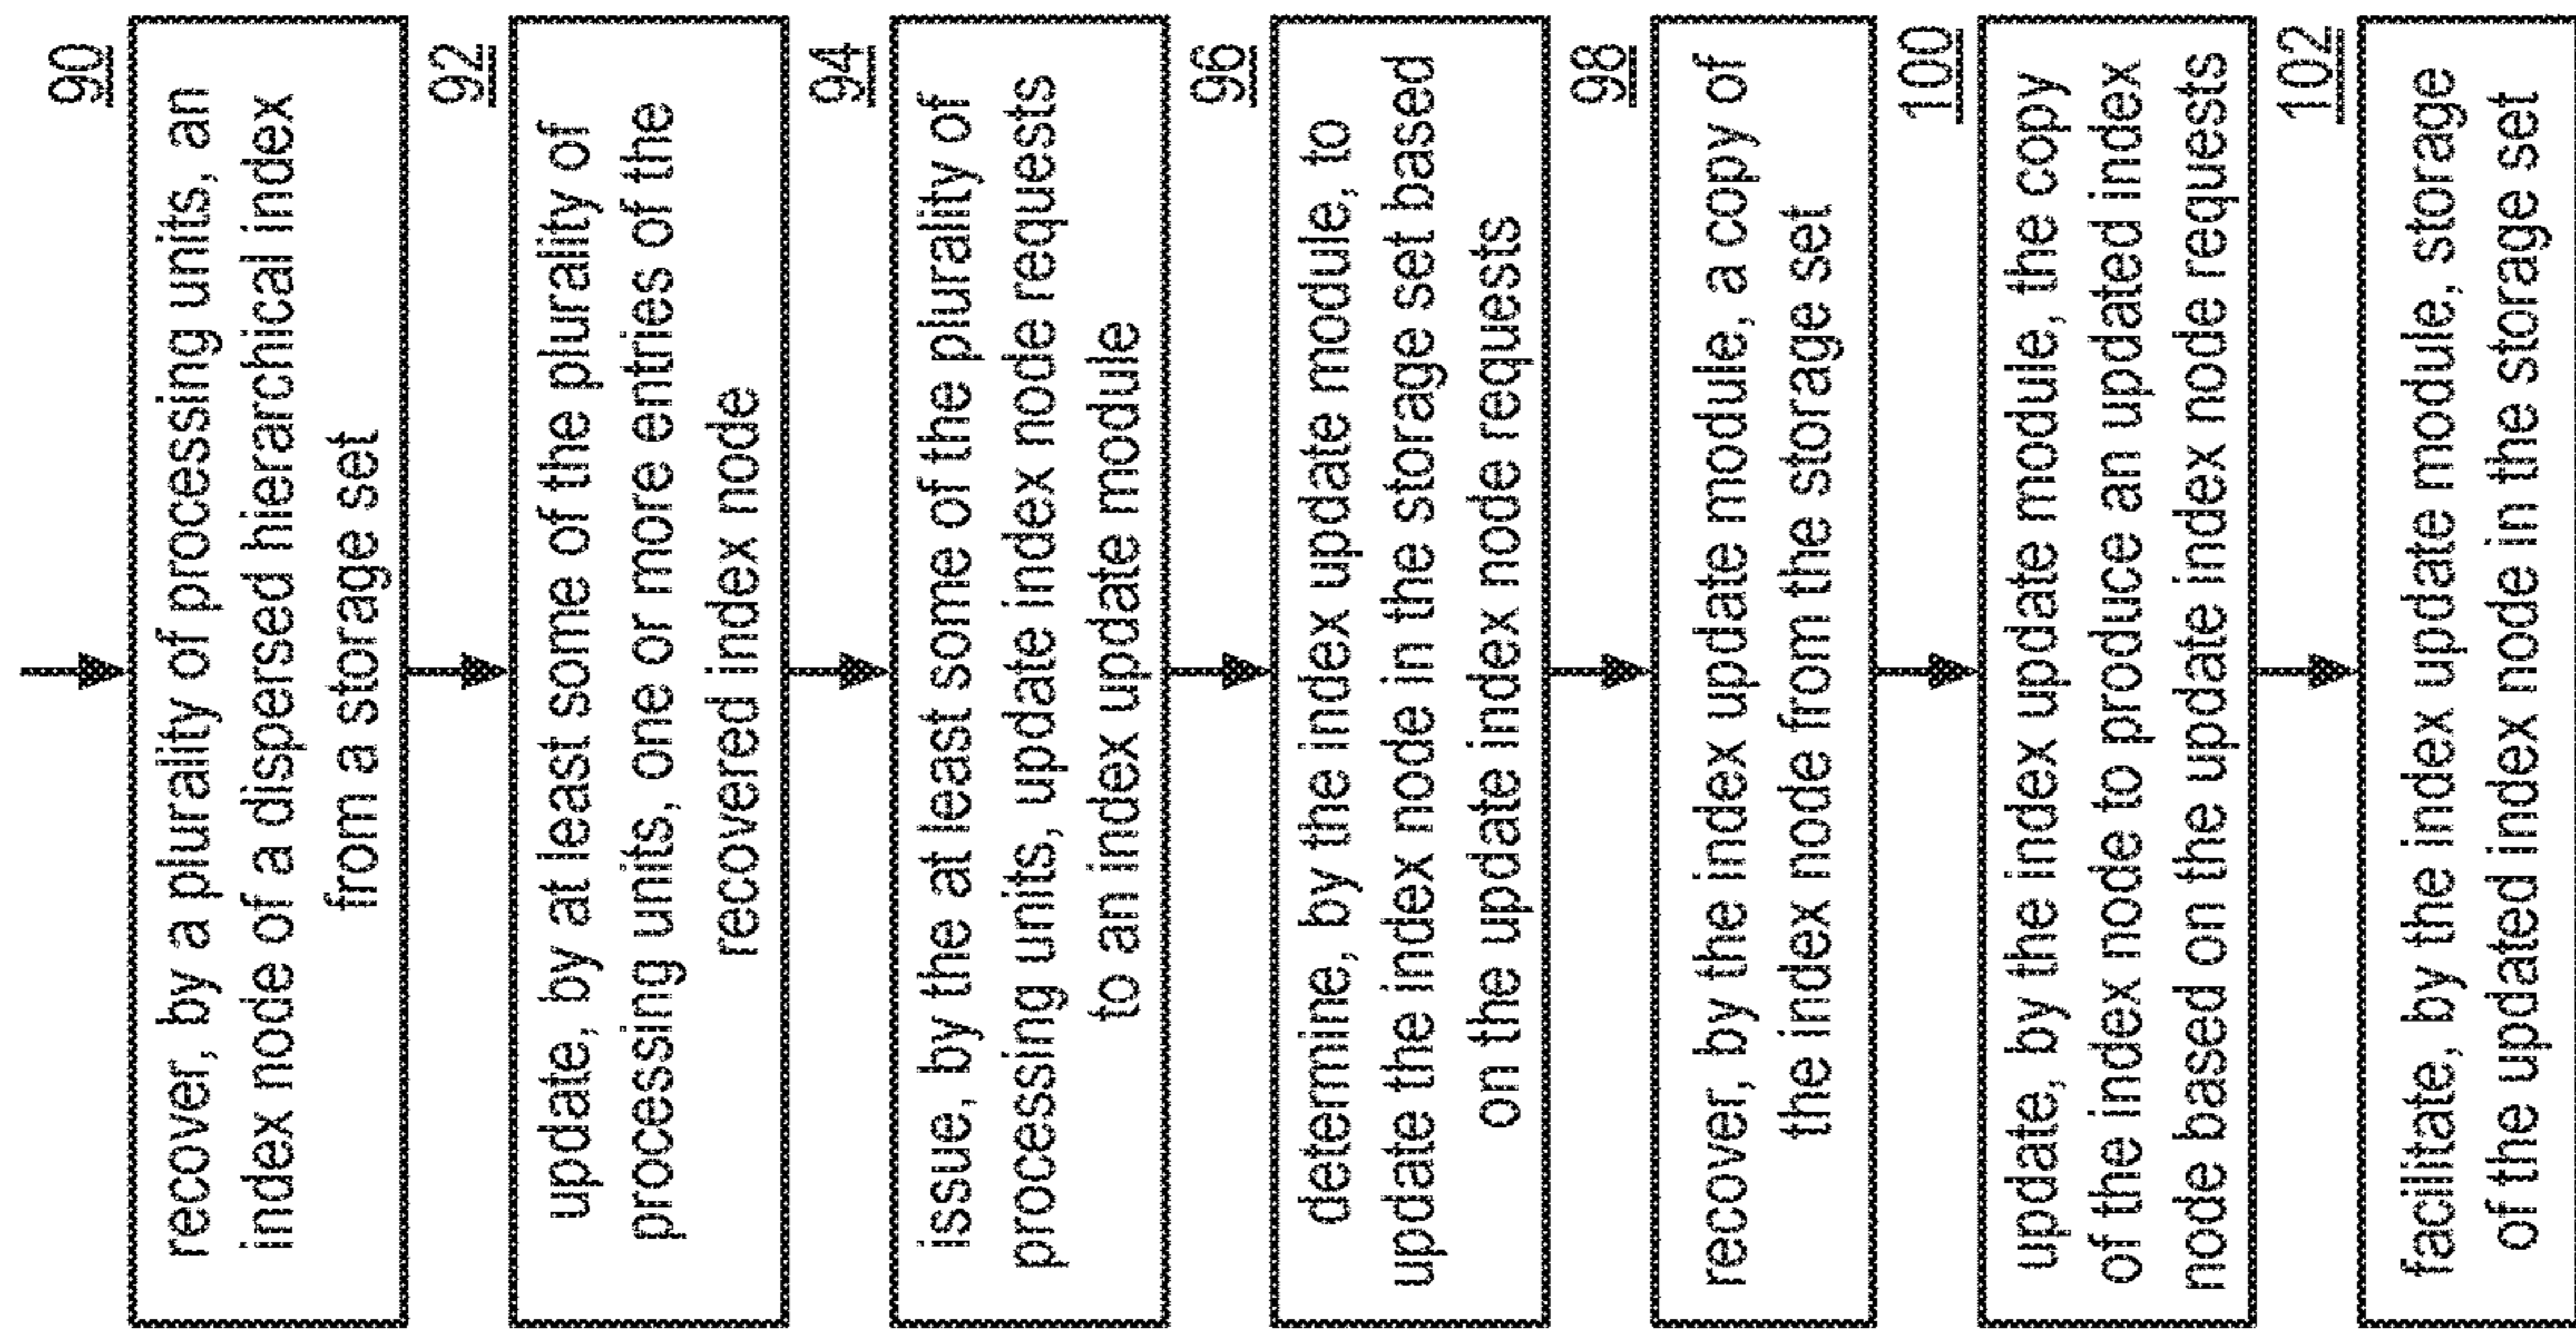 90
recover, by a plurality of processing units, an
index node of a dispersed hierarchical index
from a storage set
92
update, by at least some of the plurality of
processing units, one or more entries of the
recovered index node
94
issue, by the at least some of the plurality of
processing units, update index node requests
to an index update module
96
determine, by the index update module, to
update the index node in the storage set based
on the update index node requests
98
recover, by the index update module, a copy of
the index node from the storage set
100
update, by the index update module, the copy
of the index node to produce an updated index
node based on the update index node requests
102
facilitate, by the index update module, storage
of the updated index node in the storage set